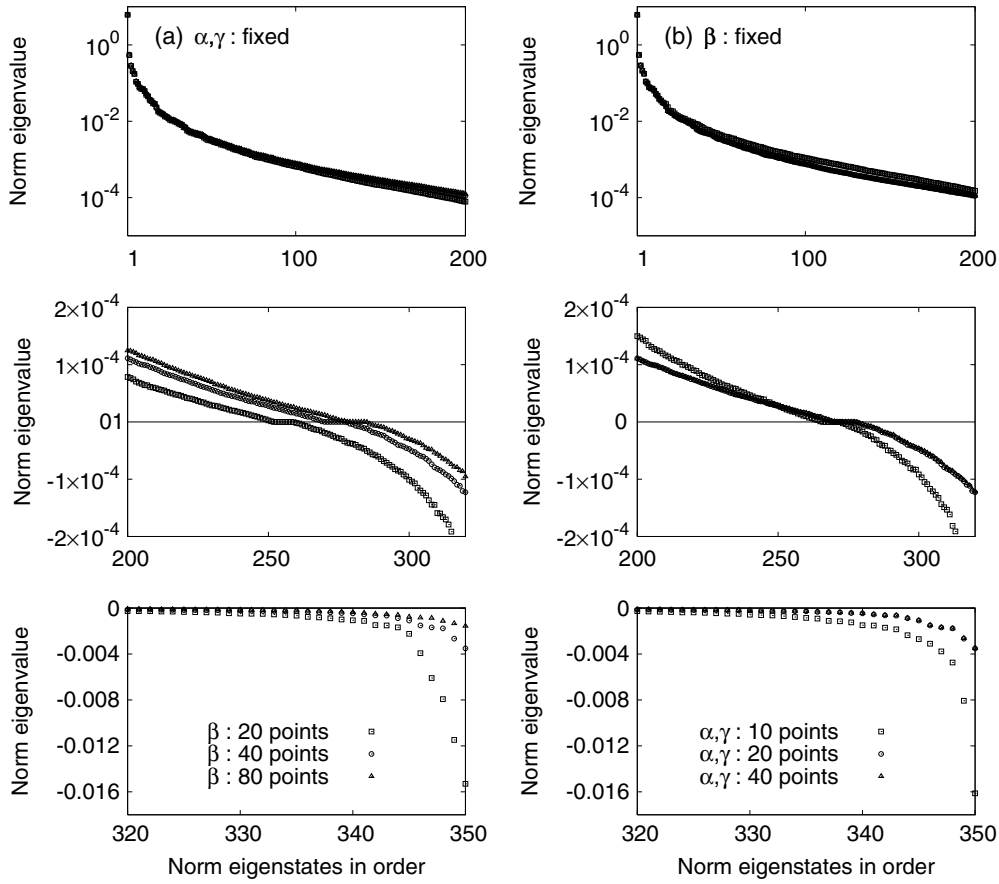 (a) α,γ : fixed
Norm eigenvalue
10^0
10^-2
10^-4
1 100 200
(b) β : fixed
Norm eigenvalue
10^0
10^-2
10^-4
1 100 200
Norm eigenvalue
2×10^-4
1×10^-4
01
-1×10^-4
-2×10^-4
200 250 300
Norm eigenvalue
2×10^-4
1×10^-4
0
-1×10^-4
-2×10^-4
200 250 300
Norm eigenvalue
0
-0.004
-0.008
-0.012
-0.016
β : 20 points
β : 40 points
β : 80 points
320 330 340 350
Norm eigenstates in order
Norm eigenvalue
0
-0.004
-0.008
-0.012
-0.016
α,γ : 10 points
α,γ : 20 points
α,γ : 40 points
320 330 340 350
Norm eigenstates in order